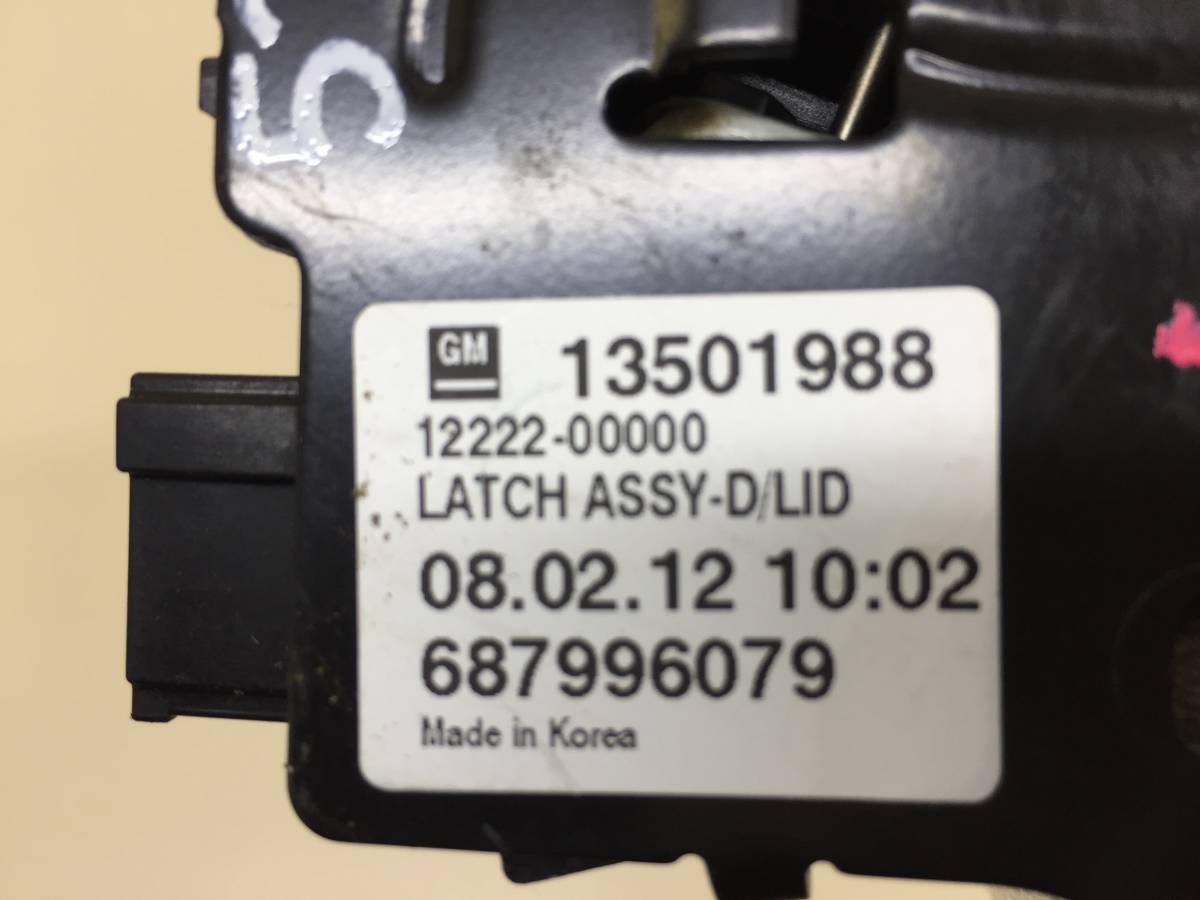 GM 13501988
12222-00000
LATCH ASSY-D/LID
08.02.12 10:02
687996079
Made in Korea